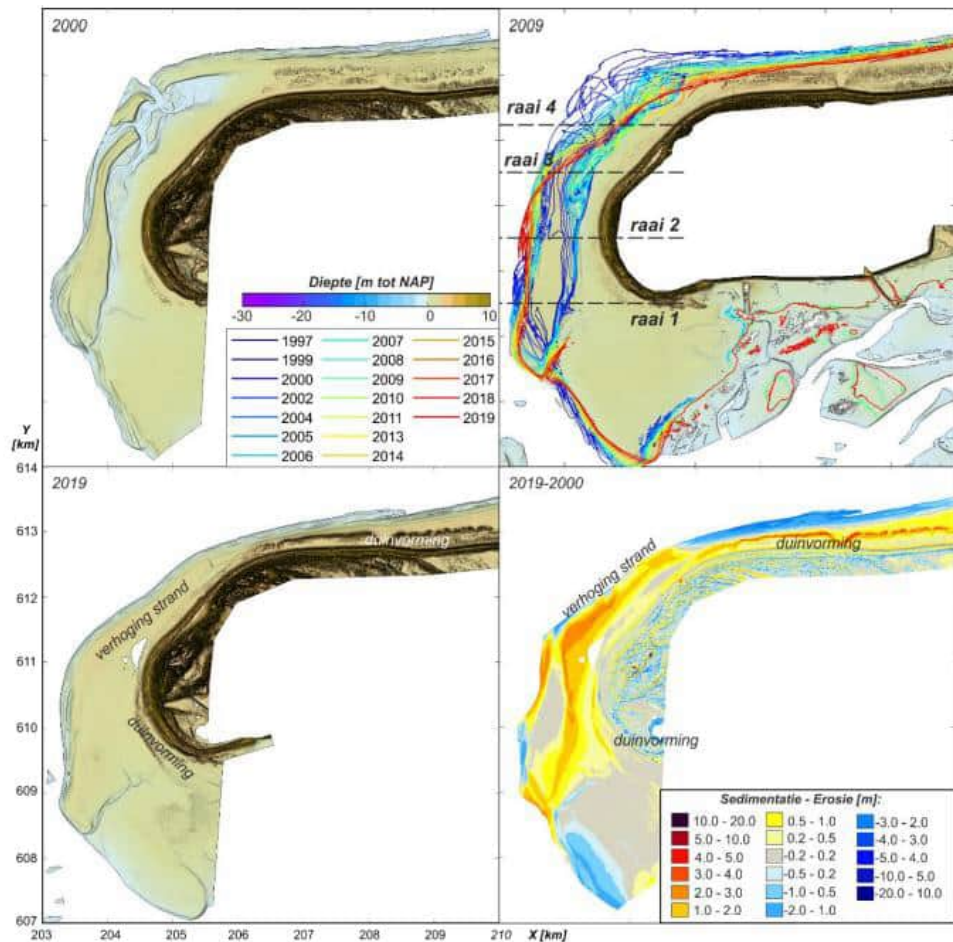 2000
2009
raai 4
raai 3
raai 2
raai 1
Diepte [m tot NAP]
-30 -20 -10 0 10
1997 2007 2015
1999 2008 2016
2000 2009 2017
2002 2010 2018
2004 2011 2019
2005 2013
2006 2014
Y
[km]
614
2019
2019-2000
613
612
611
610
609
608
607
duinvorming
verhoging strand
duinvorming
verhoging strand
duinvorming
duinvorming
Sedimentatie - Erosie [m]:
10.0 - 20.0 0.5 - 1.0 -3.0 - 2.0
5.0 - 10.0 0.2 - 0.5 -4.0 - 3.0
4.0 - 5.0 -0.2 - 0.2 -5.0 - 4.0
3.0 - 4.0 -0.5 - 0.2 -10.0 - 5.0
2.0 - 3.0 -1.0 - 0.5 -20.0 - 10.0
1.0 - 2.0 -2.0 - 1.0
203 204 205 206 207 208 209 210
X [km]